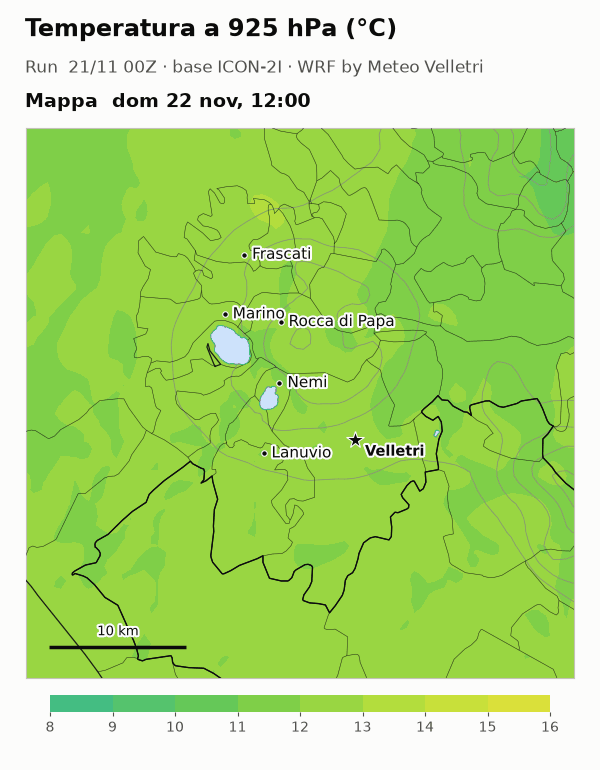 Temperatura a 925 hPa (°C)
Run  21/11 00Z · base ICON-2I · WRF by Meteo Velletri
Mappa  dom 22 nov, 12:00
Frascati
Marino
Rocca di Papa
Nemi
Velletri
Lanuvio
10 km
8 9 10 11 12 13 14 15 16